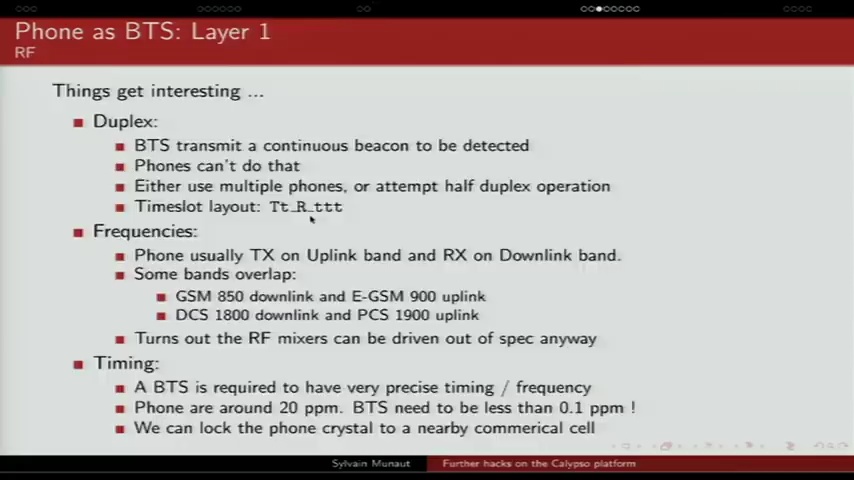 Phone as BTS: Layer 1
RF
Things get interesting ...
Duplex:
BTS transmit a continuous beacon to be detected
Phones can't do that
Either use multiple phones, or attempt half duplex operation
Timeslot layout: Tt_R_ttt
Frequencies:
Phone usually TX on Uplink band and RX on Downlink band.
Some bands overlap:
GSM 850 downlink and E-GSM 900 uplink
DCS 1800 downlink and PCS 1900 uplink
Turns out the RF mixers can be driven out of spec anyway
Timing:
A BTS is required to have very precise timing / frequency
Phone are around 20 ppm. BTS need to be less than 0.1 ppm !
We can lock the phone crystal to a nearby commerical cell
Sylvain Munaut
Further hacks on the Calypso platform